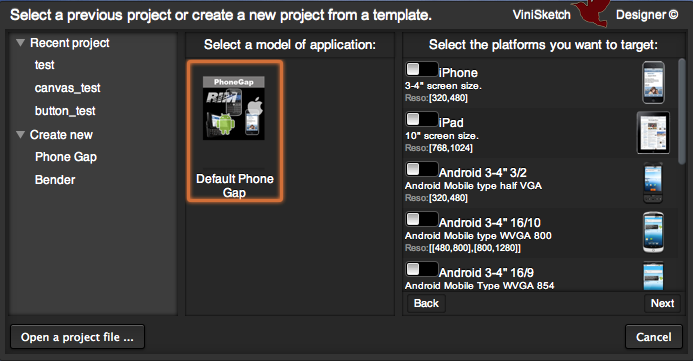 Select a previous project or create a new project from a template.
ViniSketch Designer ©
Recent project
test
canvas_test
button_test
Create new
Phone Gap
Bender
Select a model of application:
PhoneGap
RIM
Default Phone
Gap
Select the platforms you want to target:
iPhone
3-4" screen size.
Reso:[320,480]
iPad
10" screen size.
Reso:[768,1024]
Android 3-4" 3/2
Android Mobile type half VGA
Reso:[320,480]
Android 3-4" 16/10
Android Mobile type WVGA 800
Reso:[[480,800],[800,1280]]
Android 3-4" 16/9
Android Mobile Type WVGA 854
Back
Next
Open a project file ...
Cancel